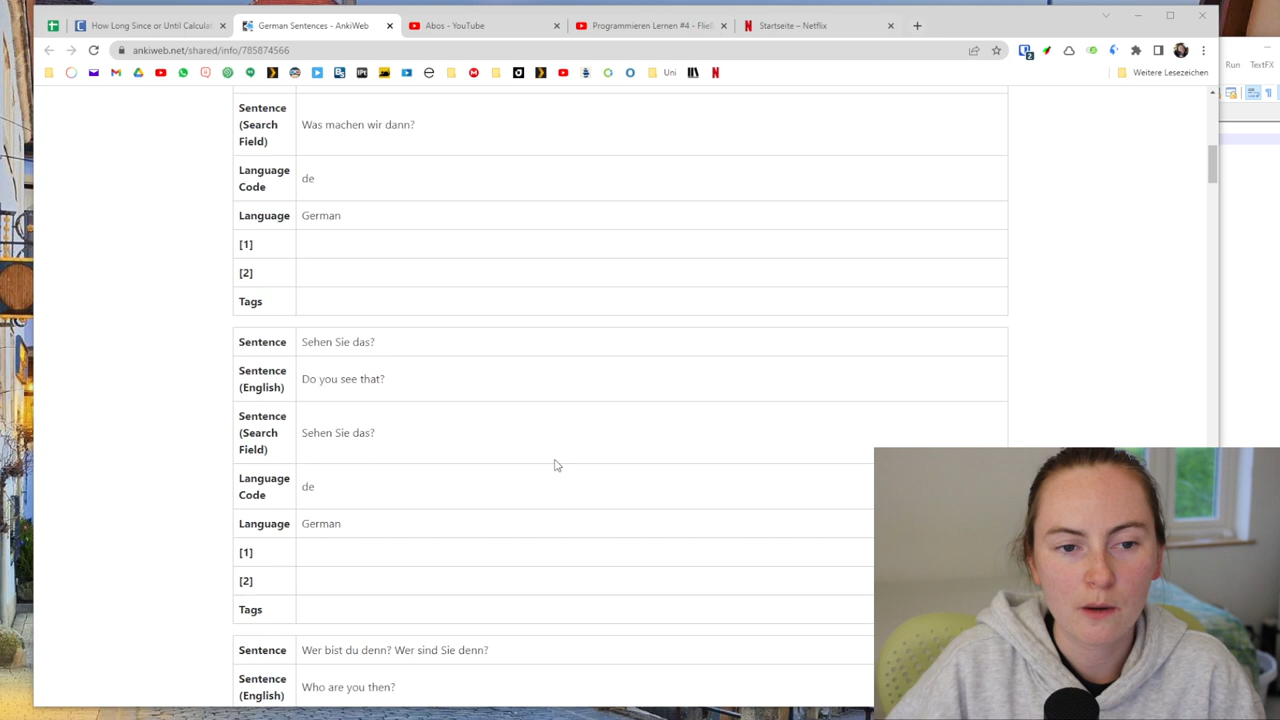 How Long Since or Until Calculat
German Sentences - AnkiWeb
Abos - YouTube
Programmieren Lernen #4 - Fließ
Startseite – Netflix
ankiweb.net/shared/info/785874566
Uni
Weitere Lesezeichen
Run TextFX
Sentence (Search Field)
Was machen wir dann?
Language Code
de
Language
German
[1]
[2]
Tags
Sentence
Sehen Sie das?
Sentence (English)
Do you see that?
Sentence (Search Field)
Sehen Sie das?
Language Code
de
Language
German
[1]
[2]
Tags
Sentence
Wer bist du denn? Wer sind Sie denn?
Sentence (English)
Who are you then?